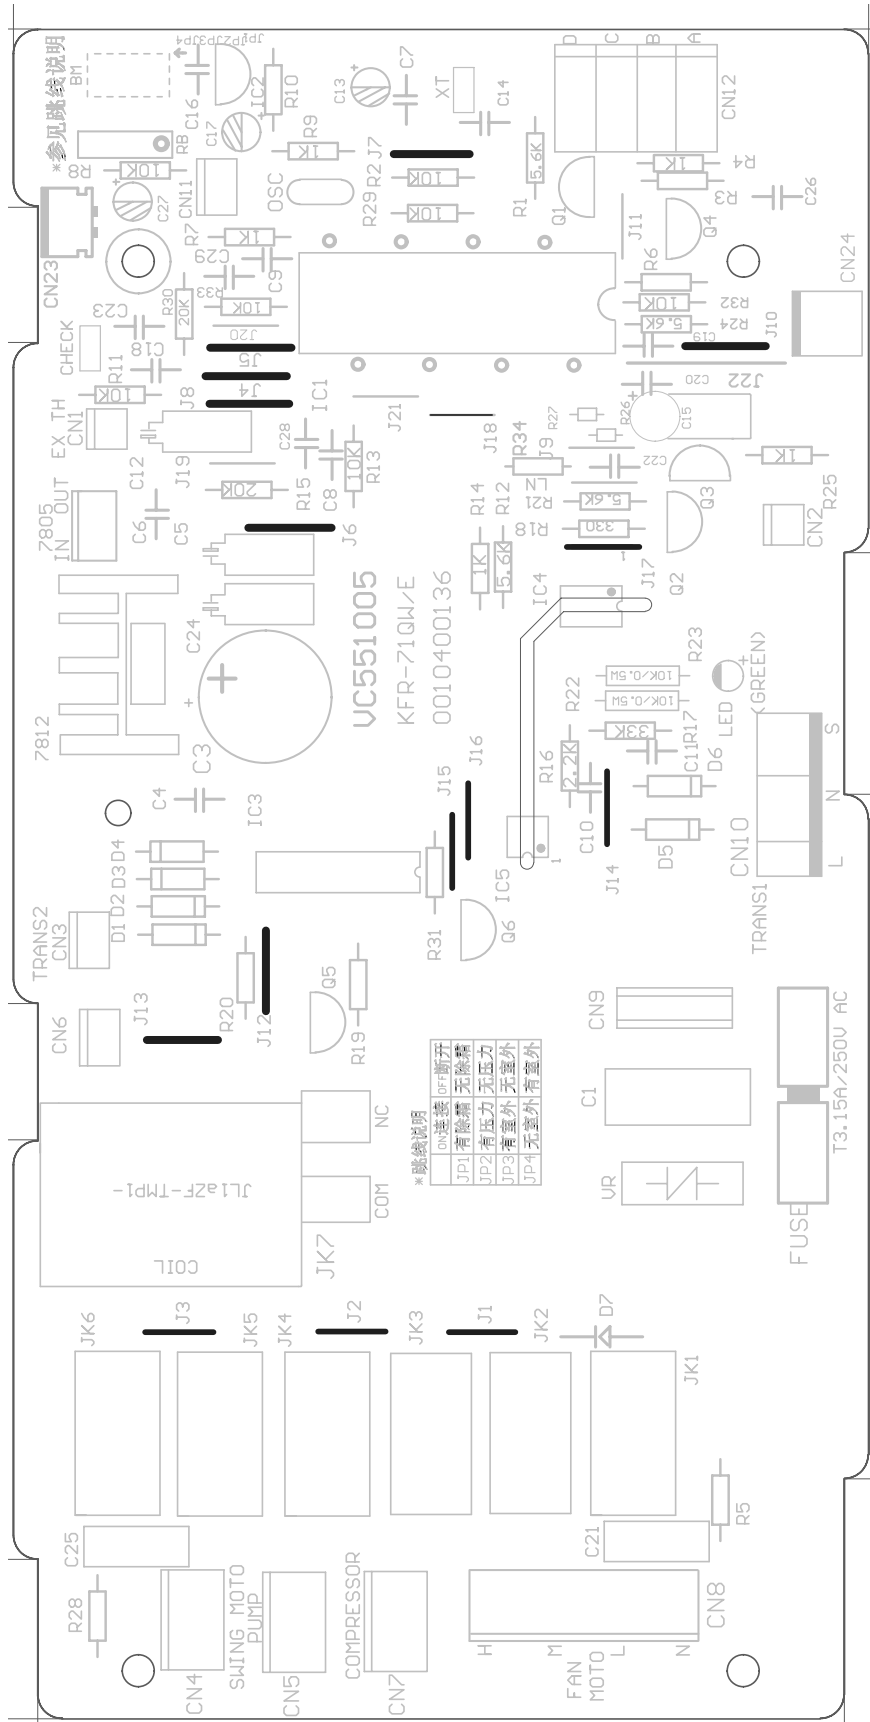 *参见跳线说明
BM
JP1JP2JP3JP4
C16
IC2
R10
C13
C7
XT
C14
D
C
B
A
CN12
RB
C17
R9
1K
J7
R8
10K
C27
CN11
OSC
R2
10K
R29
10K
R1
5.6K
Q1
R4
1K
R3
C26
J11
Q4
CN23
R7
1K
C29
C9
R33
10K
R30
20K
C23
C18
CHECK
R11
10K
J20
J5
J4
J8
IC1
R6
R32
10K
R24
5.6K
C19
J10
CN24
J22
C20
C15
J21
J18
R27
R26
EX TH
CN1
C12
J19
20K
R15
C28
C8
10K
R13
R34
J9
C22
LN
R21
5.6K
R18
330
1
R14
1K
R12
5.6K
Q3
1K
R25
CN2
7805
IN OUT
C6
C5
J6
J17
Q2
IC4
C24
VC551005
KFR-71QW/E
0010400136
R23
10K/0.5W
10K/0.5W
R22
33K
R17
C11
LED
(GREEN)
7812
C3
J16
J15
R16
2.2K
C10
J14
D6
D5
S
N
L
CN10
TRANS1
C4
IC3
D4
D3
D2
D1
IC5
1
R31
Q6
TRANS2
CN3
CN6
J13
R20
J12
Q5
R19
CN9
C1
VR
T3.15A/250V AC
FUSE
*跳线说明
ON连接 OFF断开
JP1 有除霜 无除霜
JP2 有压力 无压力
JP3 有室外 无室外
JP4 无室外 有室外
NC
COM
JK7
JL1aZF-TMP1-
COIL
JK6
J3
JK5
JK4
J2
JK3
J1
JK2
D7
JK1
R5
C25
C21
R28
CN4
SWING MOTO
PUMP
CN5
COMPRESSOR
CN7
H
M
L
N
FAN
MOTO
CN8